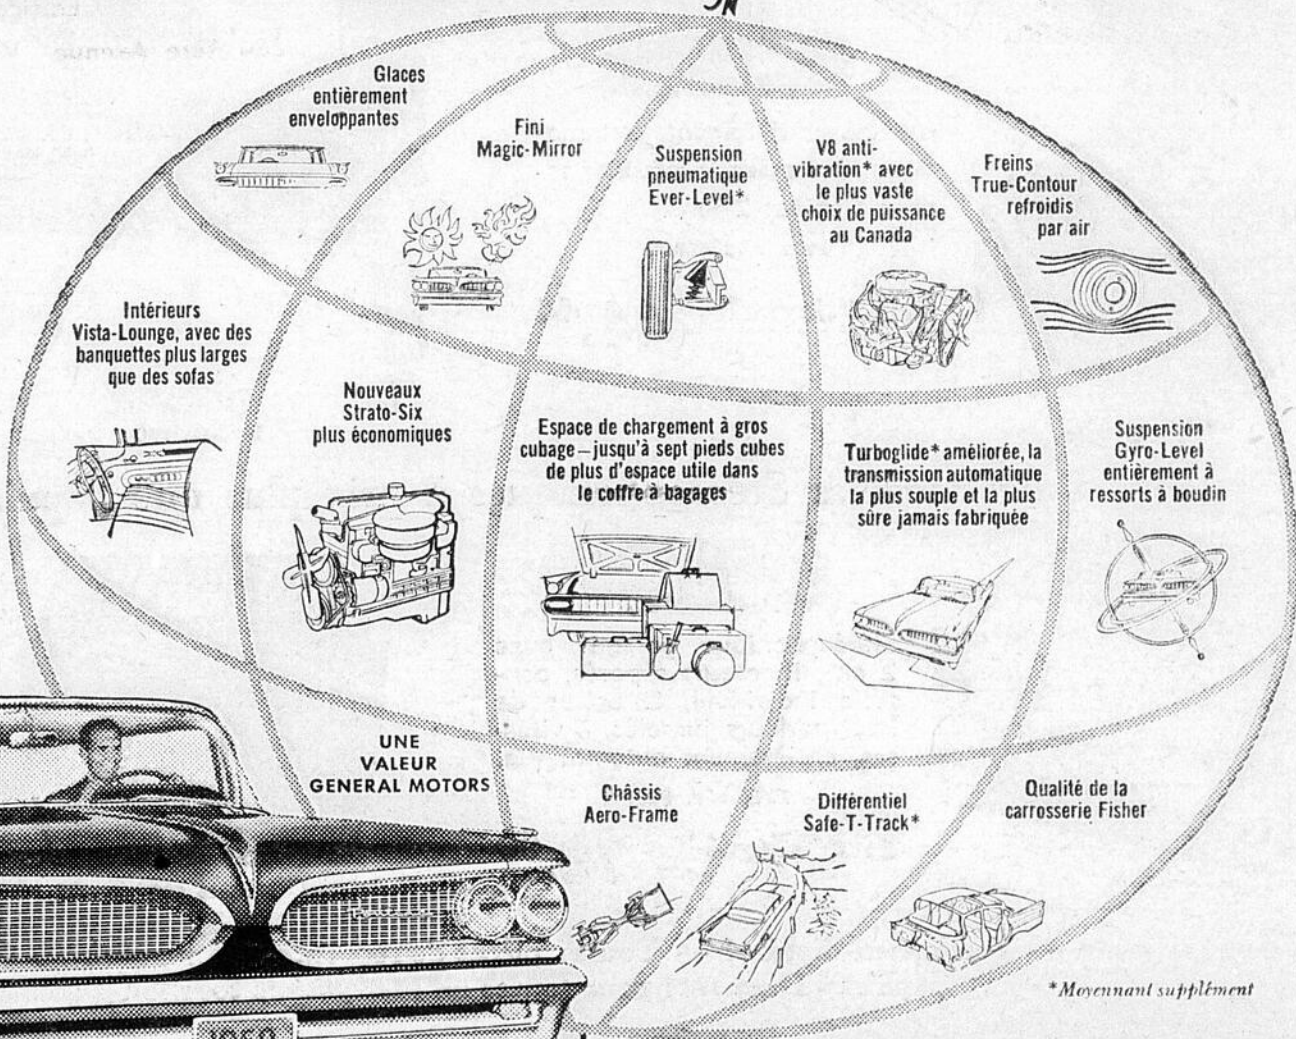 N
Glaces
entièrement
enveloppantes
Fini
Magic-Mirror
Suspension
pneumatique
Ever-Level*
V8 anti-
vibration* avec
le plus vaste
choix de puissance
au Canada
Freins
True-Contour
refroidis
par air
Intérieurs
Vista-Lounge, avec des
banquettes plus larges
que des sofas
Nouveaux
Strato-Six
plus économiques
Espace de chargement à gros
cubage—jusqu'à sept pieds cubes
de plus d'espace utile dans
le coffre à bagages
Turboglide* améliorée, la
transmission automatique
la plus souple et la plus
sûre jamais fabriquée
Suspension
Gyro-Level
entièrement à
ressorts à boudin
UNE
VALEUR
GENERAL MOTORS
Châssis
Aero-Frame
Différentiel
Safe-T-Track*
Qualité de la
carrosserie Fisher
*Moyennant supplément
1959